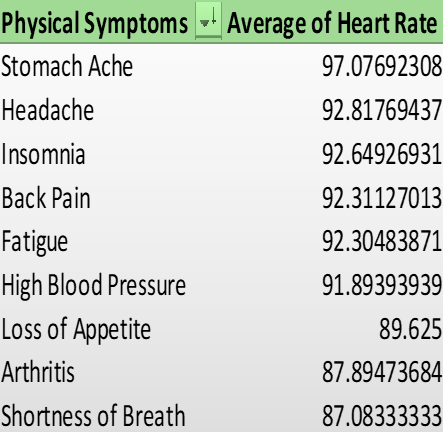 Physical Symptoms Average of Heart Rate
Stomach Ache 97.07692308
Headache 92.81769437
Insomnia 92.64926931
Back Pain 92.31127013
Fatigue 92.30483871
High Blood Pressure 91.89393939
Loss of Appetite 89.625
Arthritis 87.89473684
Shortness of Breath 87.08333333